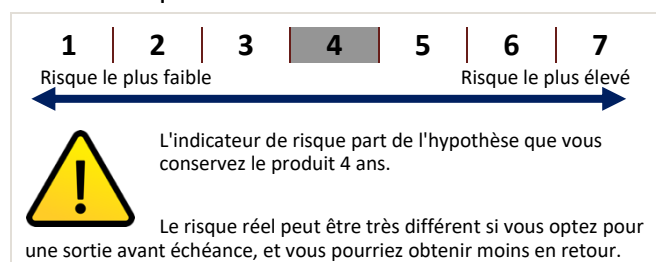 1 2 3 4 5 6 7
Risque le plus faible Risque le plus élevé
L'indicateur de risque part de l'hypothèse que vous
conservez le produit 4 ans.
Le risque réel peut être très différent si vous optez pour
une sortie avant échéance, et vous pourriez obtenir moins en retour.